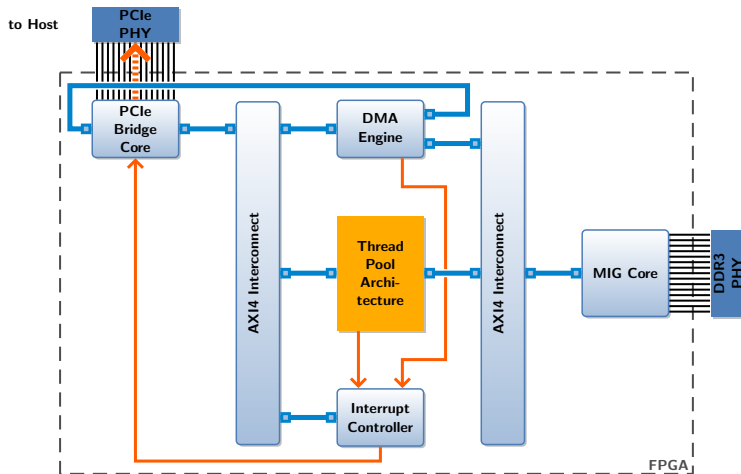 to Host
PCIe
PHY
PCIe
Bridge
Core
DMA
Engine
AXI4 Interconnect
Thread
Pool
Archi-
tecture
AXI4 Interconnect
MIG Core
DDR3
PHY
Interrupt
Controller
FPGA